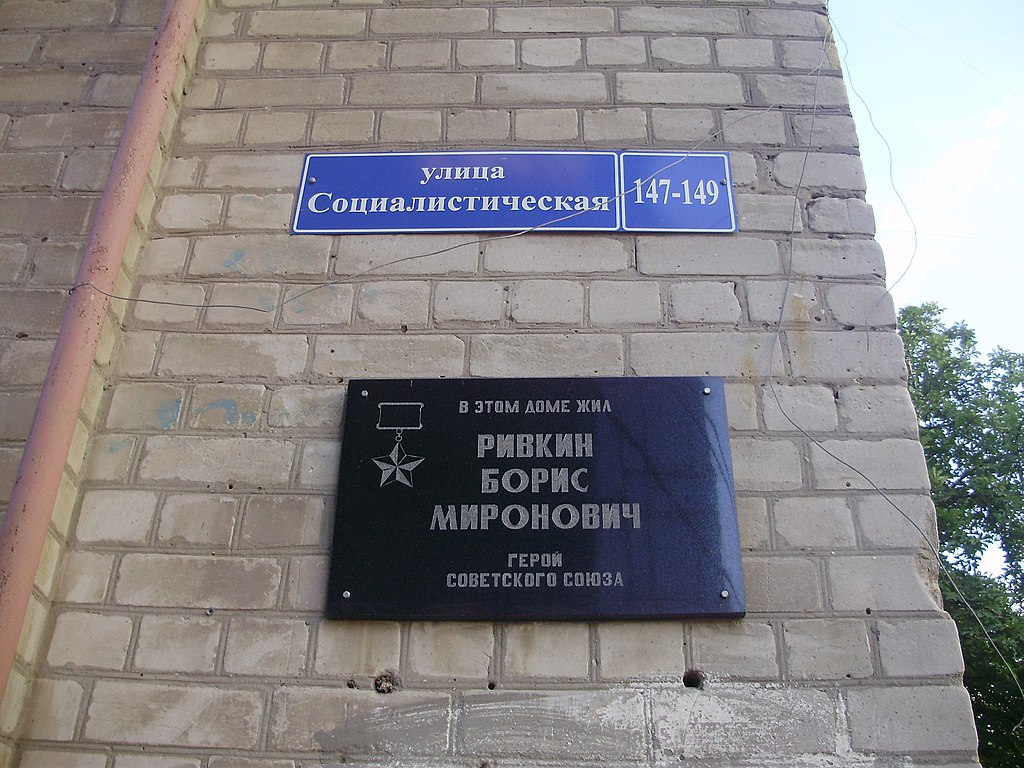 улица
Социалистическая
147-149
В ЭТОМ ДОМЕ ЖИЛ
РИВКИН
БОРИС
МИРОНОВИЧ
ГЕРОЙ
СОВЕТСКОГО СОЮЗА